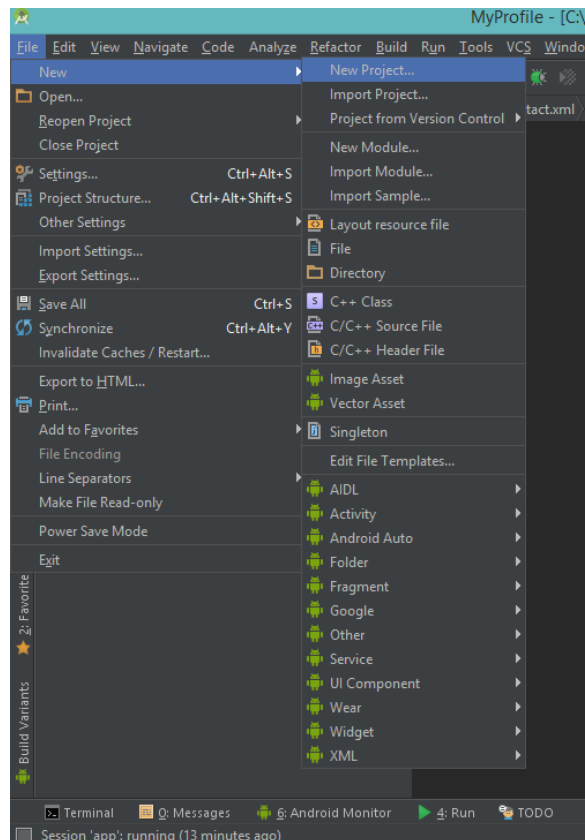 MyProfile - [C:\
File Edit View Navigate Code Analyze Refactor Build Run Tools VCS Windo
New
Open...
Reopen Project
Close Project
Settings... Ctrl+Alt+S
Project Structure... Ctrl+Alt+Shift+S
Other Settings
Import Settings...
Export Settings...
Save All Ctrl+S
Synchronize Ctrl+Alt+Y
Invalidate Caches / Restart...
Export to HTML...
Print...
Add to Favorites
File Encoding
Line Separators
Make File Read-only
Power Save Mode
Exit
New Project...
Import Project...
Project from Version Control
New Module...
Import Module...
Import Sample...
Layout resource file
File
Directory
S C++ Class
C/C++ Source File
C/C++ Header File
Image Asset
Vector Asset
Singleton
Edit File Templates...
AIDL
Activity
Android Auto
Folder
Fragment
Google
Other
Service
UI Component
Wear
Widget
XML
tact.xml
2: Favorite
Build Variants
Terminal 0: Messages 6: Android Monitor 4: Run TODO
Session 'app': running (13 minutes ago)